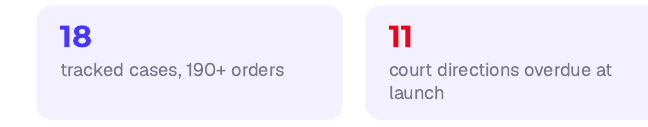 18
tracked cases, 190+ orders
11
court directions overdue at
launch